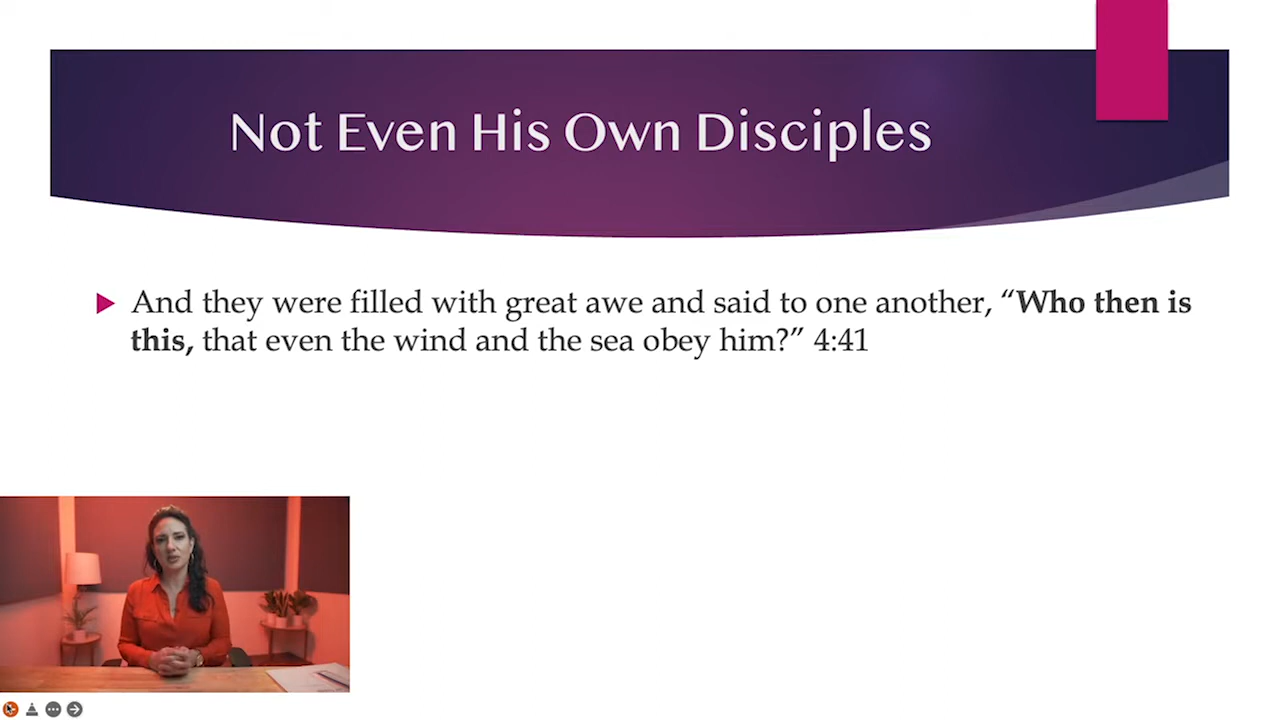 Not Even His Own Disciples
And they were filled with great awe and said to one another, “Who then is
this, that even the wind and the sea obey him?” 4:41